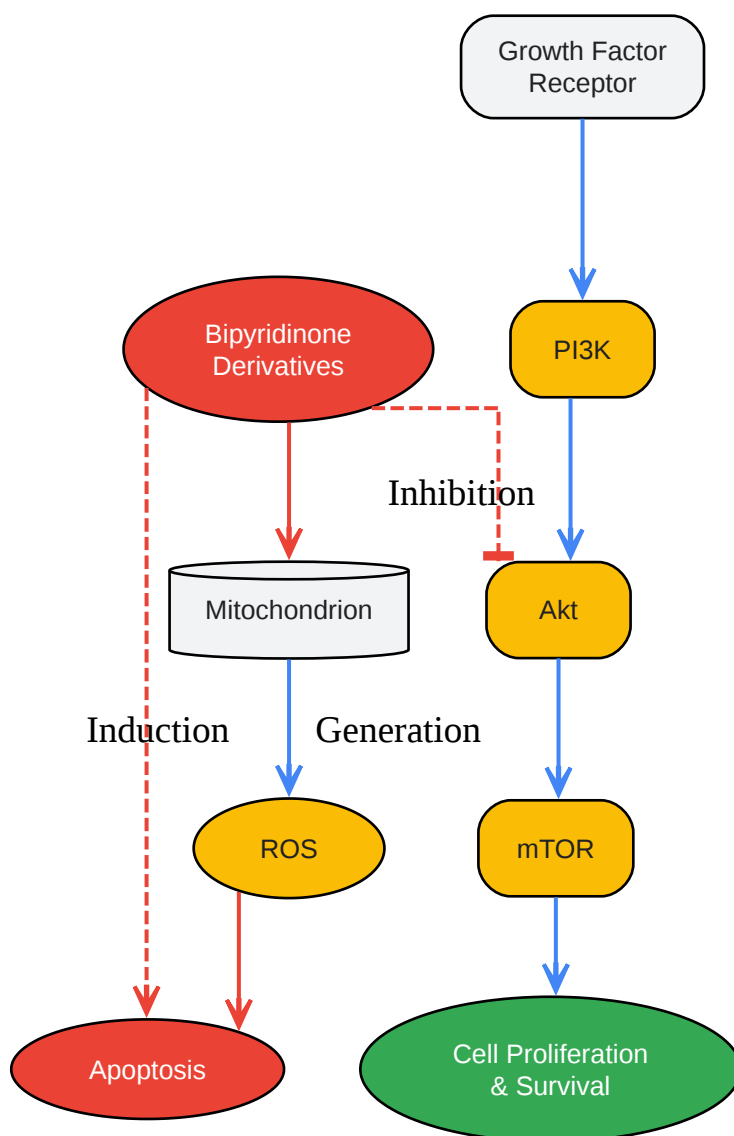 Growth Factor
Receptor
Bipyridinone
Derivatives
PI3K
Inhibition
Mitochondrion
Akt
Induction
Generation
ROS
mTOR
Apoptosis
Cell Proliferation
& Survival